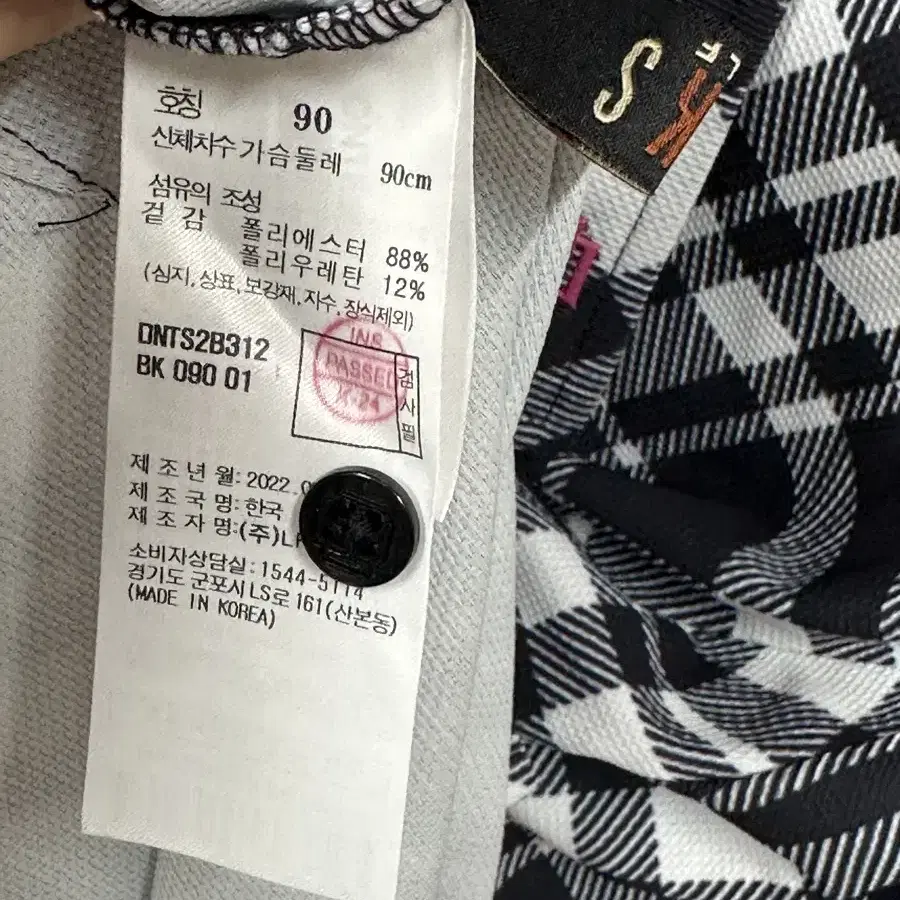 호칭 90
신체치수 가슴둘레 90cm
섬유의 조성
겉 감 폴리에스터 88%
폴리우레탄 12%
(심지,상표,보강재,자수,장식제외)
DNTS2B312
BK 090 01
INS
PASSED
검사필
제 조 년 월: 2022.0
제 조 국 명: 한국
제 조 자 명:(주)LF
소비자상담실:1544-5114
경기도 군포시 LS로 161(산본동)
(MADE IN KOREA)
S